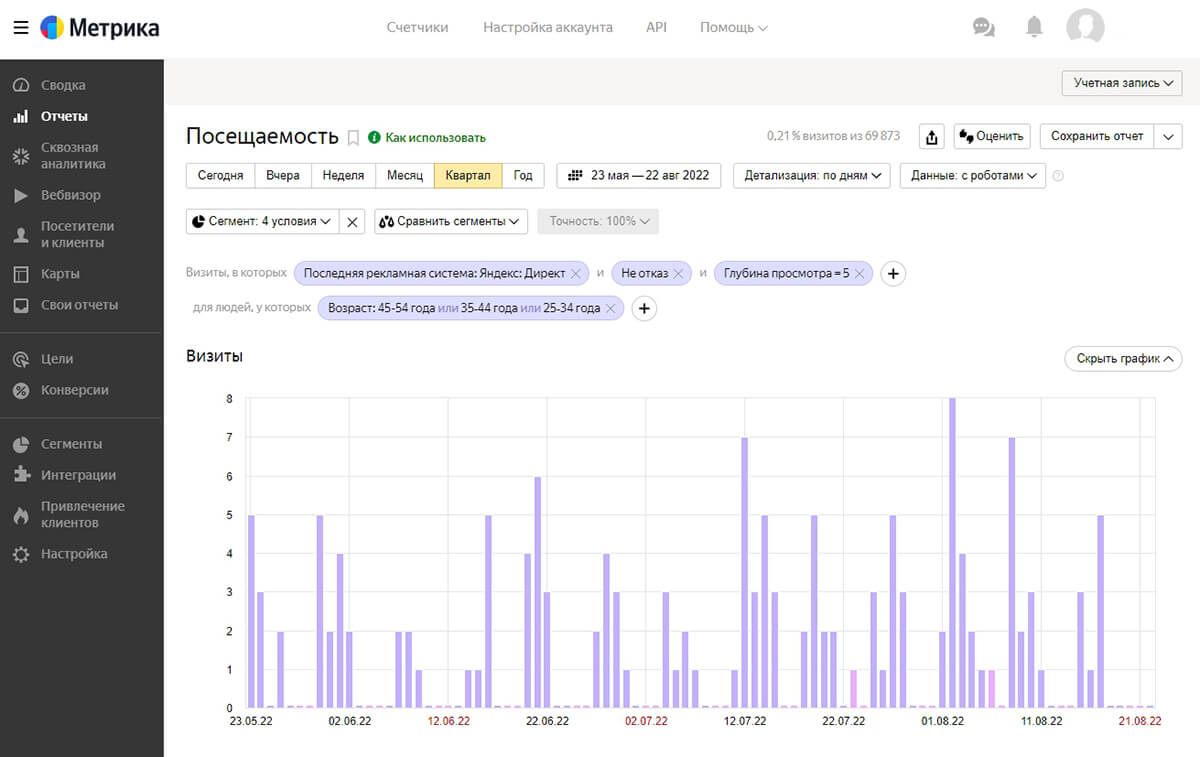 Метрика
Счетчики Настройка аккаунта API Помощь
Учетная запись
Сводка
Отчеты
Сквозная
аналитика
Вебвизор
Посетители
и клиенты
Карты
Свои отчеты
Цели
Конверсии
Сегменты
Интеграции
Привлечение
клиентов
Настройка
Посещаемость Как использовать 0,21 % визитов из 69 873 Оценить Сохранить отчет
Сегодня Вчера Неделя Месяц Квартал Год 23 мая — 22 авг 2022 Детализация: по дням Данные: с роботами
Сегмент: 4 условия Сравнить сегменты Точность: 100%
Визиты, в которых Последняя рекламная система: Яндекс: Директ и Не отказ и Глубина просмотра = 5
для людей, у которых Возраст: 45-54 года или 35-44 года или 25-34 года
Визиты Скрыть график
8
7
6
5
4
3
2
1
0
23.05.22 02.06.22 12.06.22 22.06.22 02.07.22 12.07.22 22.07.22 01.08.22 11.08.22 21.08.22